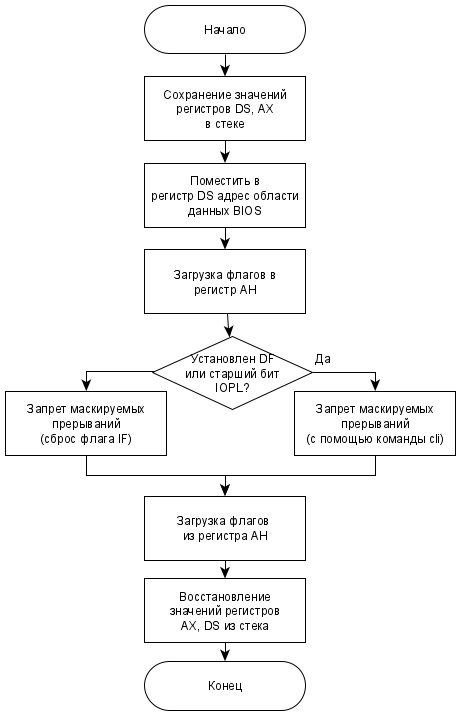 Начало
Сохранение значений
регистров DS, AX
в стеке
Поместить в
регистр DS адрес области
данных BIOS
Загрузка флагов в
регистр AH
Установлен DF
или старший бит
IOPL?
Да
Запрет маскируемых
прерываний
(сброс флага IF)
Запрет маскируемых
прерываний
(с помощью команды cli)
Загрузка флагов
из регистра AH
Восстановление
значений регистров
AX, DS из стека
Конец